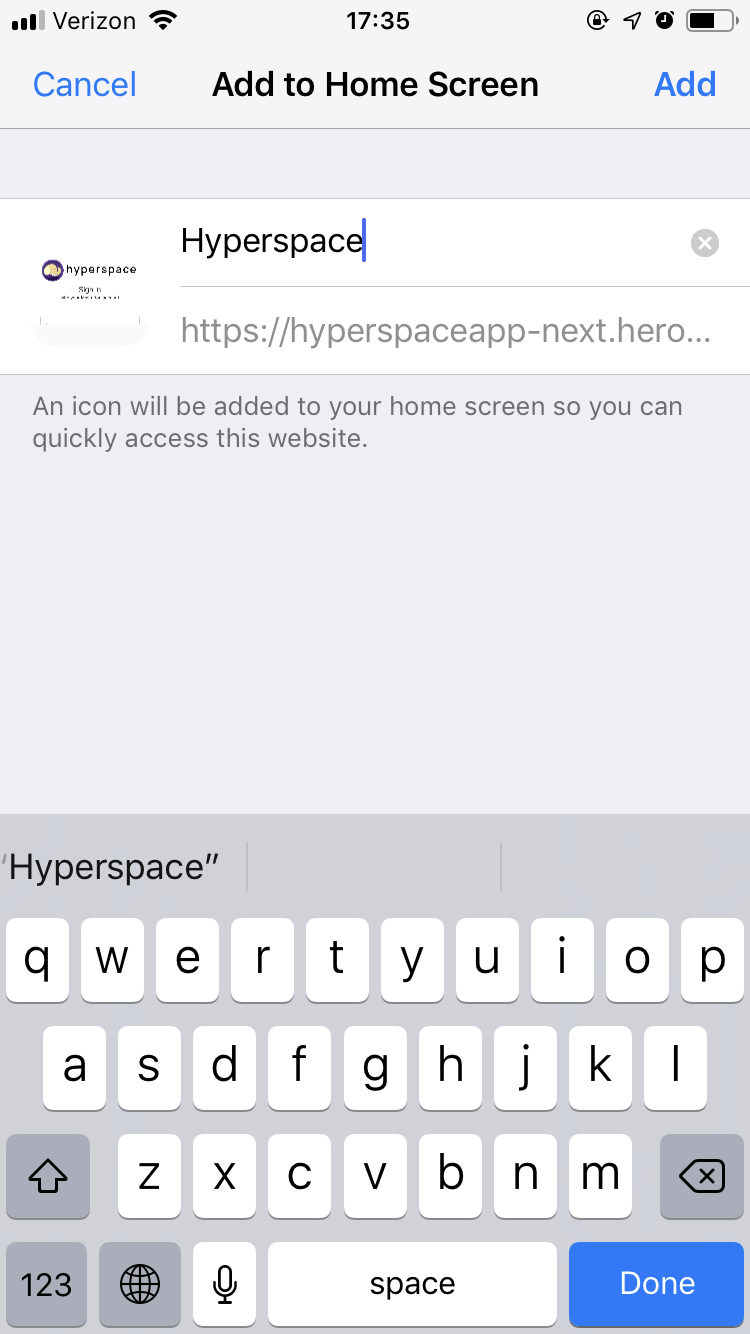 Verizon 17:35
Cancel Add to Home Screen Add
Hyperspace
hyperspace
Sign in
https://hyperspaceapp-next.hero...
An icon will be added to your home screen so you can
quickly access this website.
‘Hyperspace”
q w e r t y u i o p
a s d f g h j k l
z x c v b n m
123 space Done